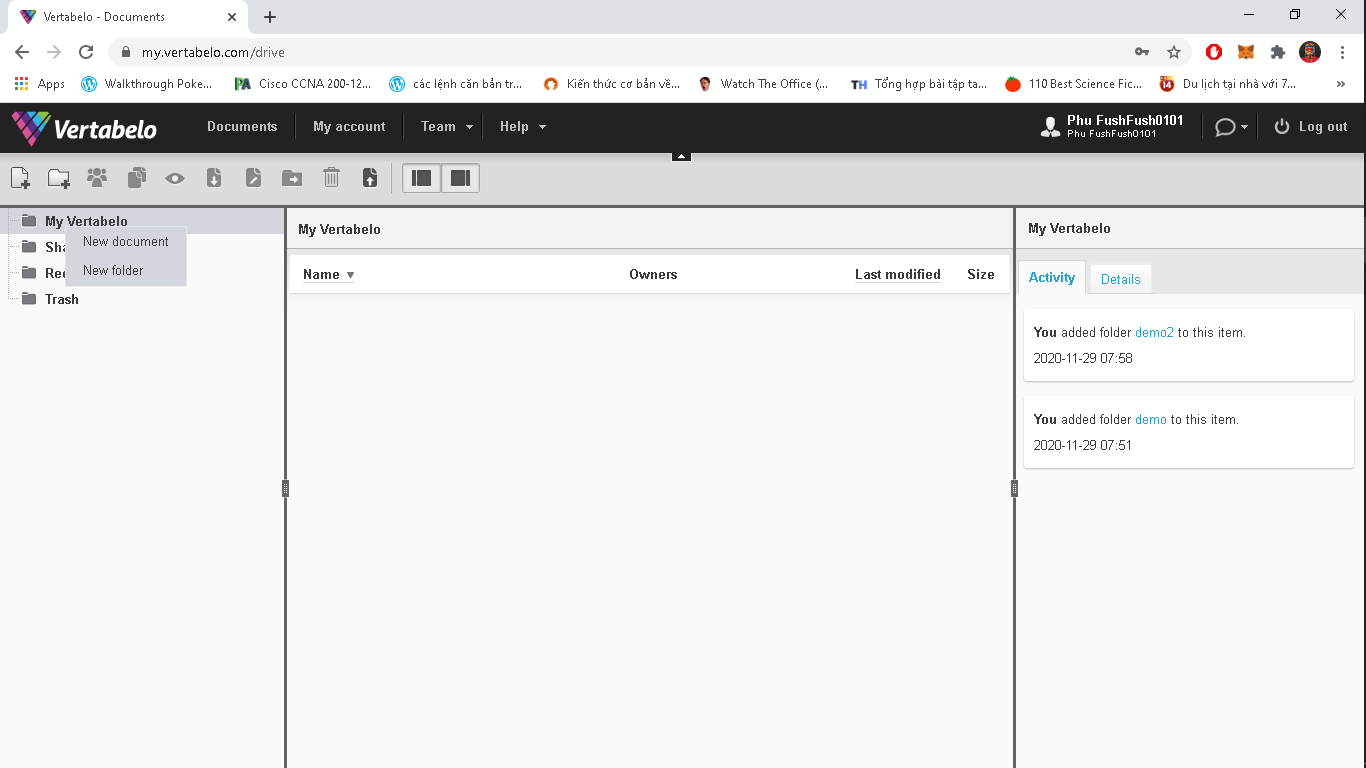 Vertabelo - Documents
my.vertabelo.com/drive
Apps Walkthrough Poke... Cisco CCNA 200-12... các lệnh căn bản tr... Kiến thức cơ bản về... Watch The Office (... Tổng hợp bài tập ta... 110 Best Science Fic... Du lịch tại nhà với 7... »
Vertabelo Documents My account Team Help Phu FushFush0101 Log out
Phu FushFush0101
My Vertabelo
New document
New folder
Trash
My Vertabelo
Name Owners Last modified Size
My Vertabelo
Activity Details
You added folder demo2 to this item.
2020-11-29 07:58
You added folder demo to this item.
2020-11-29 07:51